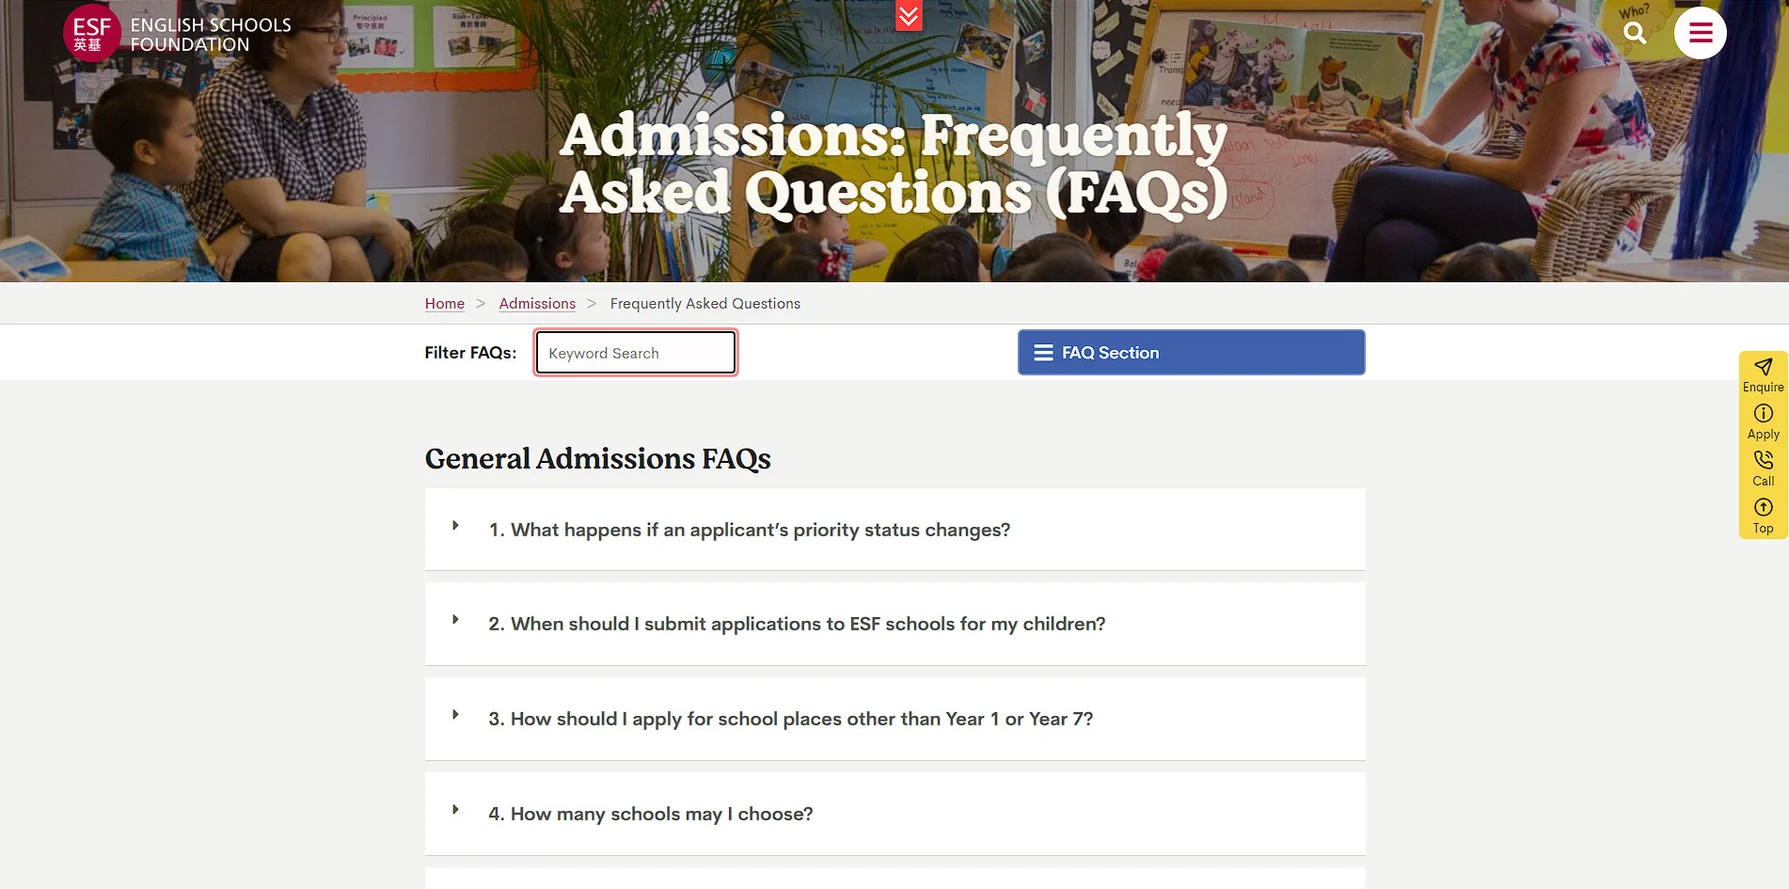 ESF
英基
ENGLISH SCHOOLS
FOUNDATION
Principled
Who?
Admissions: Frequently
Asked Questions (FAQs)
Home > Admissions > Frequently Asked Questions
Filter FAQs:
Keyword Search
FAQ Section
Enquire
Apply
Call
Top
General Admissions FAQs
1. What happens if an applicant’s priority status changes?
2. When should I submit applications to ESF schools for my children?
3. How should I apply for school places other than Year 1 or Year 7?
4. How many schools may I choose?